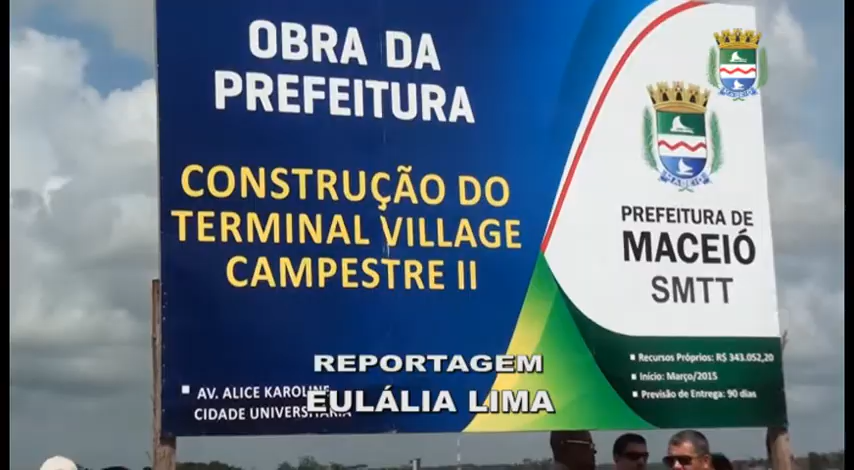 OBRA DA
PREFEITURA
CONSTRUÇÃO DO
TERMINAL VILLAGE
CAMPESTRE II
MACEIÓ
PREFEITURA DE
MACEIÓ
SMTT
▪ Recursos Próprios: R$ 343.052,20
▪ Início: Março/2015
▪ Previsão de Entrega: 90 dias
▪ AV. ALICE KAROLINE
CIDADE UNIVERSITÁRIA
REPORTAGEM
EULÁLIA LIMA